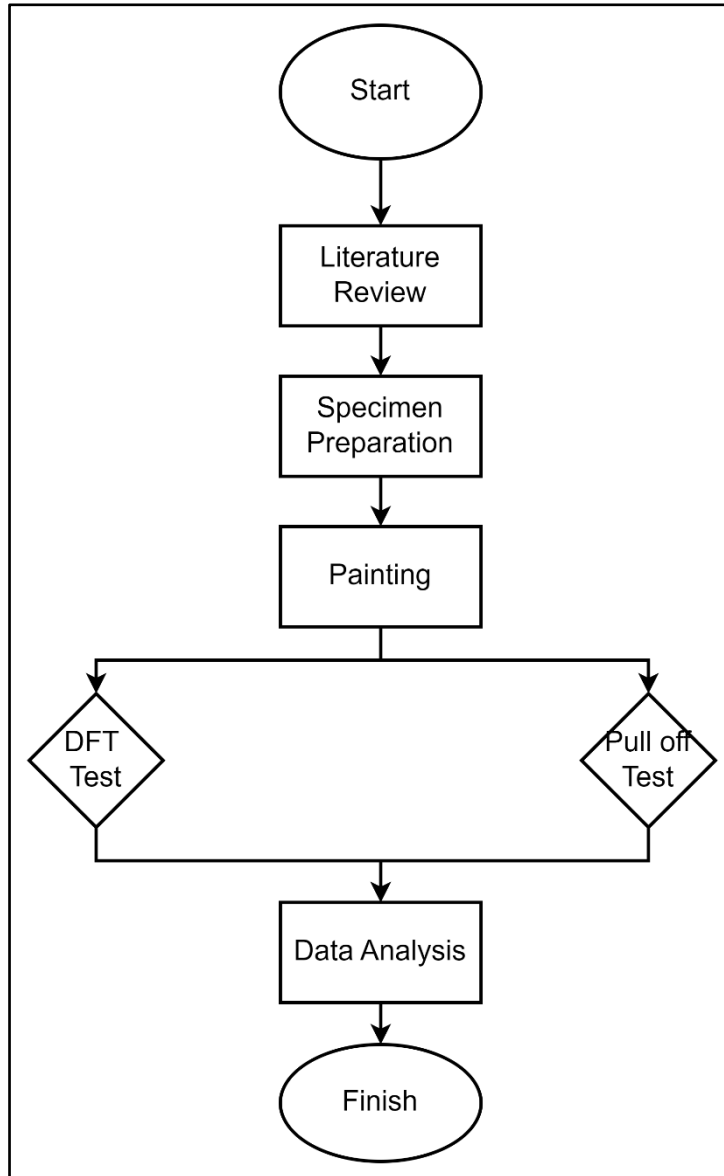 Start
Literature
Review
Specimen
Preparation
Painting
DFT
Test
Pull off
Test
Data Analysis
Finish